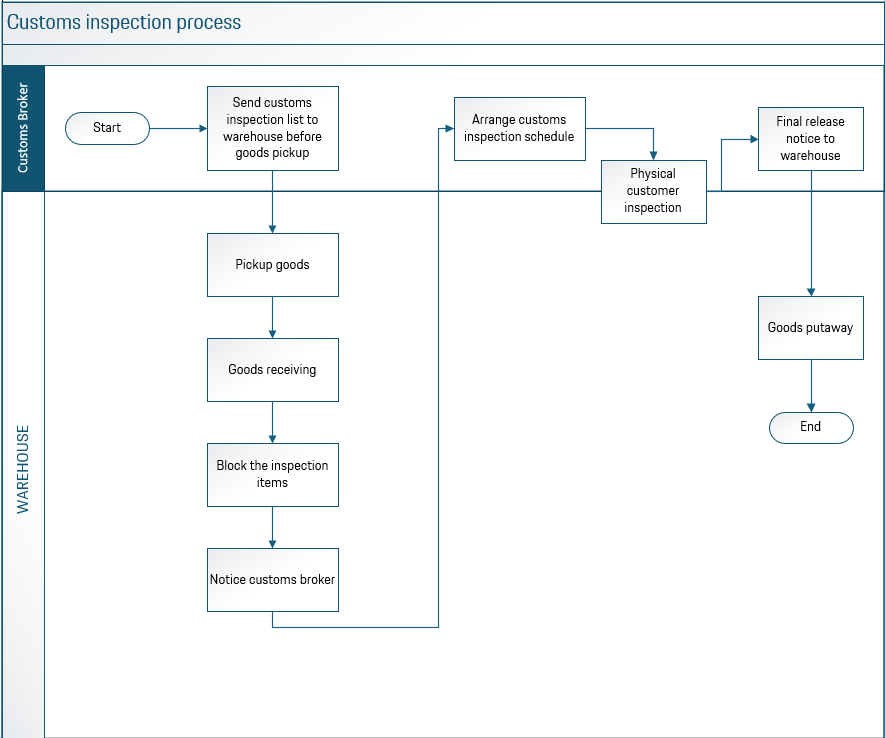 Customs inspection process
Customs Broker
Start
Send customs
inspection list to
warehouse before
goods pickup
Arrange customs
inspection schedule
Physical
customer
inspection
Final release
notice to
warehouse
WAREHOUSE
Pickup goods
Goods receiving
Block the inspection
items
Notice customs broker
Goods putaway
End